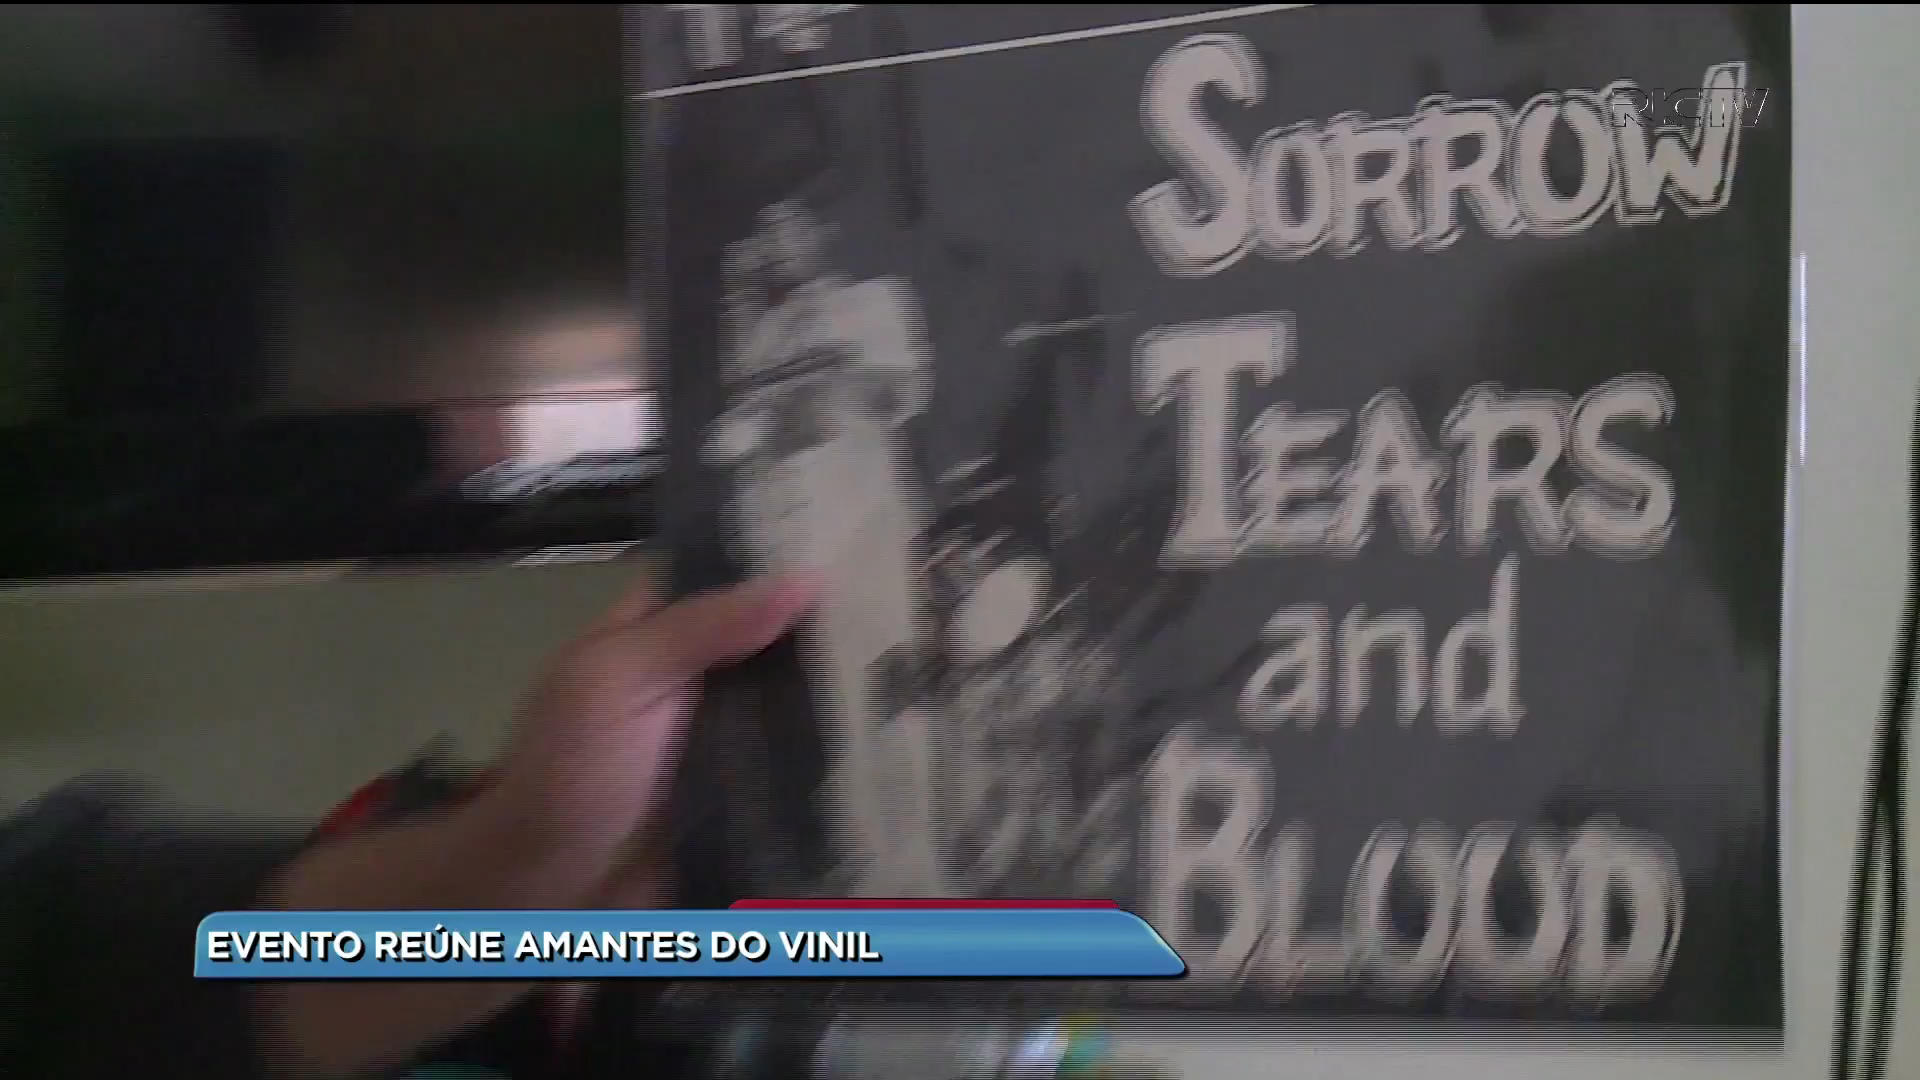 RICTV
SORROW
TEARS
and
BLOOD
EVENTO REÚNE AMANTES DO VINIL